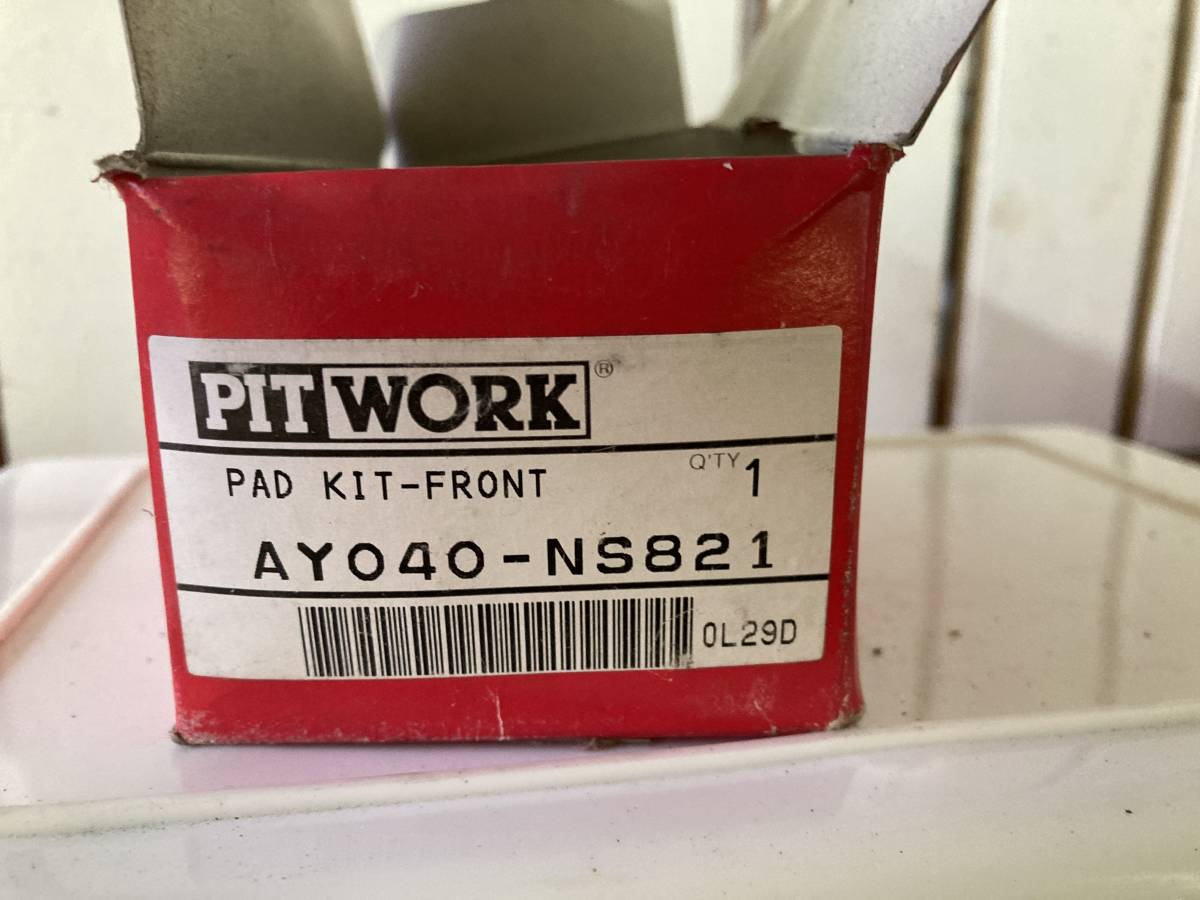 PITWORK®
PAD KIT-FRONT Q'TY 1
AY040-NS821
0L29D